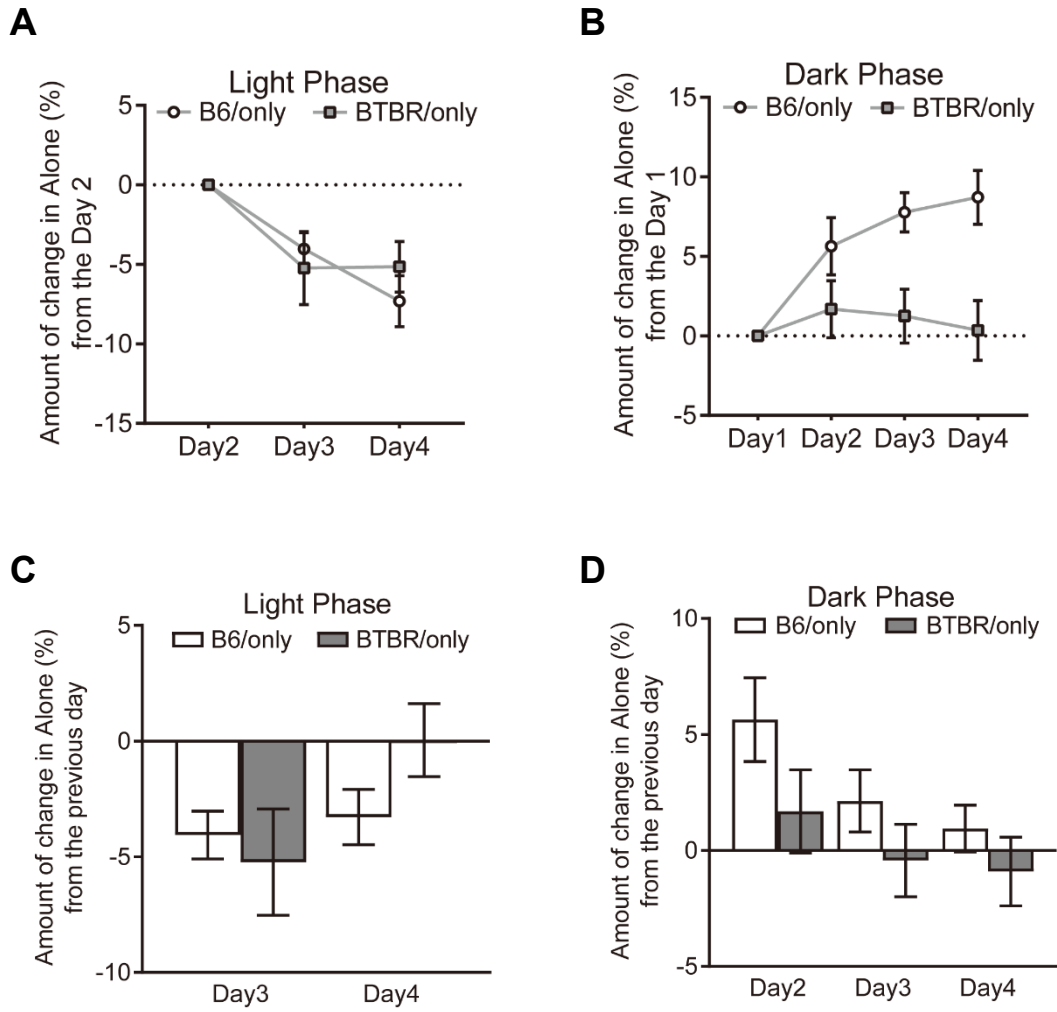 A
Light Phase
B6/only BTBR/only
Amount of change in Alone (%)
from the Day 2
5
0
-5
-10
-15
Day2 Day3 Day4
B
Dark Phase
B6/only BTBR/only
Amount of change in Alone (%)
from the Day 1
15
10
5
0
-5
Day1 Day2 Day3 Day4
C
Light Phase
B6/only BTBR/only
Amount of change in Alone (%)
from the previous day
5
0
-5
-10
Day3 Day4
D
Dark Phase
B6/only BTBR/only
Amount of change in Alone (%)
from the previous day
10
5
0
-5
Day2 Day3 Day4